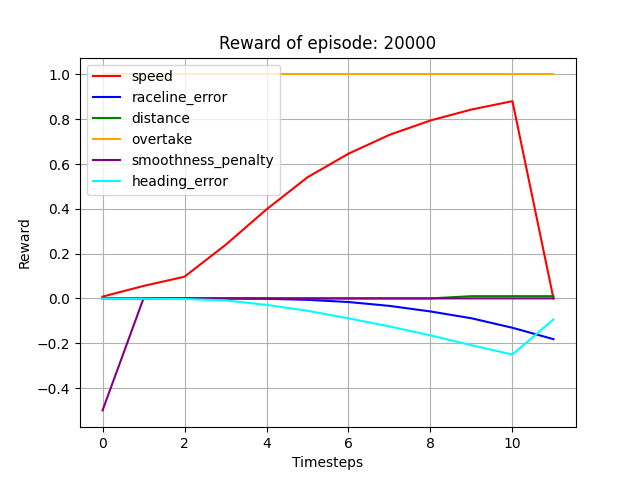 Reward of episode: 20000
speed
raceline_error
distance
overtake
smoothness_penalty
heading_error
1.0
0.8
0.6
0.4
0.2
0.0
−0.2
−0.4
Reward
0 2 4 6 8 10
Timesteps